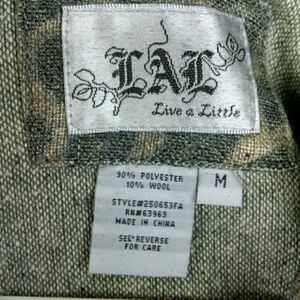 LAL
Live a Little
90% POLYESTER
10% WOOL
M
STYLE#250653FA
RN#63963
MADE IN CHINA
SEE REVERSE
FOR CARE